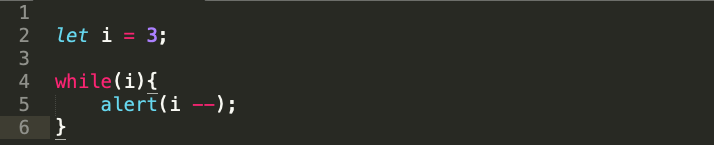 1
2 let i = 3;
3
4 while(i){
5     alert(i --);
6 }